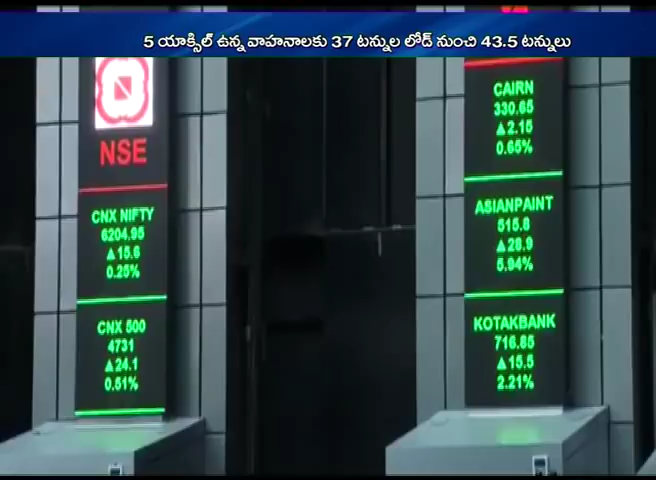 5 యాక్సిల్ ఉన్న వాహనాలకు 37 టన్నుల లోడ్ నుంచి 43.5 టన్నులు
NSE
CNX NIFTY
6204.95
▲15.6
0.25%
CNX 500
4731
▲24.1
0.51%
CAIRN
330.65
▲2.15
0.65%
ASIANPAINT
515.8
▲28.9
5.94%
KOTAKBANK
716.85
▲15.5
2.21%